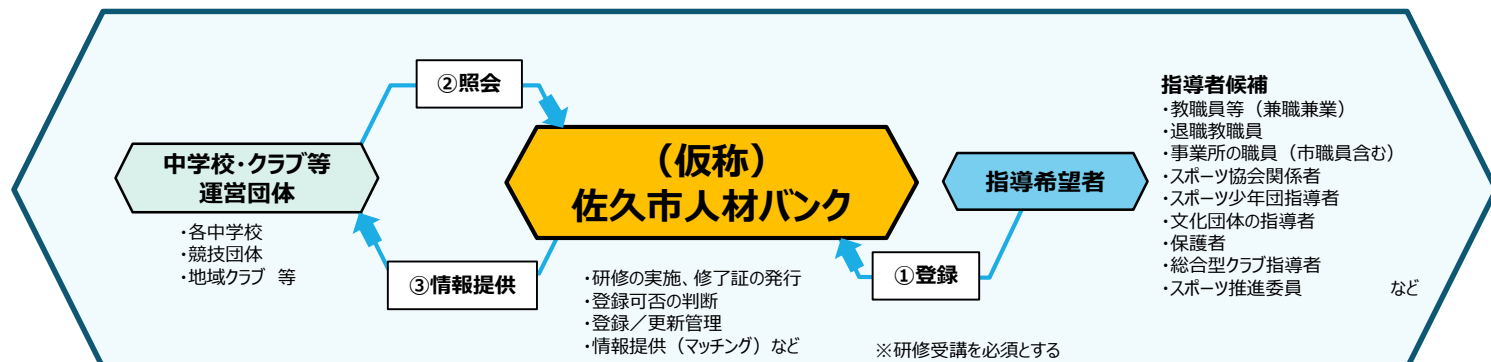 ②照会
中学校・クラブ等
運営団体
・各中学校
・競技団体
・地域クラブ 等
③情報提供
（仮称）
佐久市人材バンク
・研修の実施、修了証の発行
・登録可否の判断
・登録／更新管理
・情報提供（マッチング）など
指導希望者
①登録
※研修受講を必須とする
指導者候補
・教職員等（兼職兼業）
・退職教職員
・事業所の職員（市職員含む）
・スポーツ協会関係者
・スポーツ少年団指導者
・文化団体の指導者
・保護者
・総合型クラブ指導者
・スポーツ推進委員 など